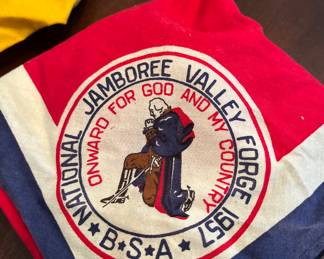 NATIONAL JAMBOREE VALLEY FORGE 1957
ONWARD FOR GOD AND MY COUNTRY
★ B ★ S ★ A ★